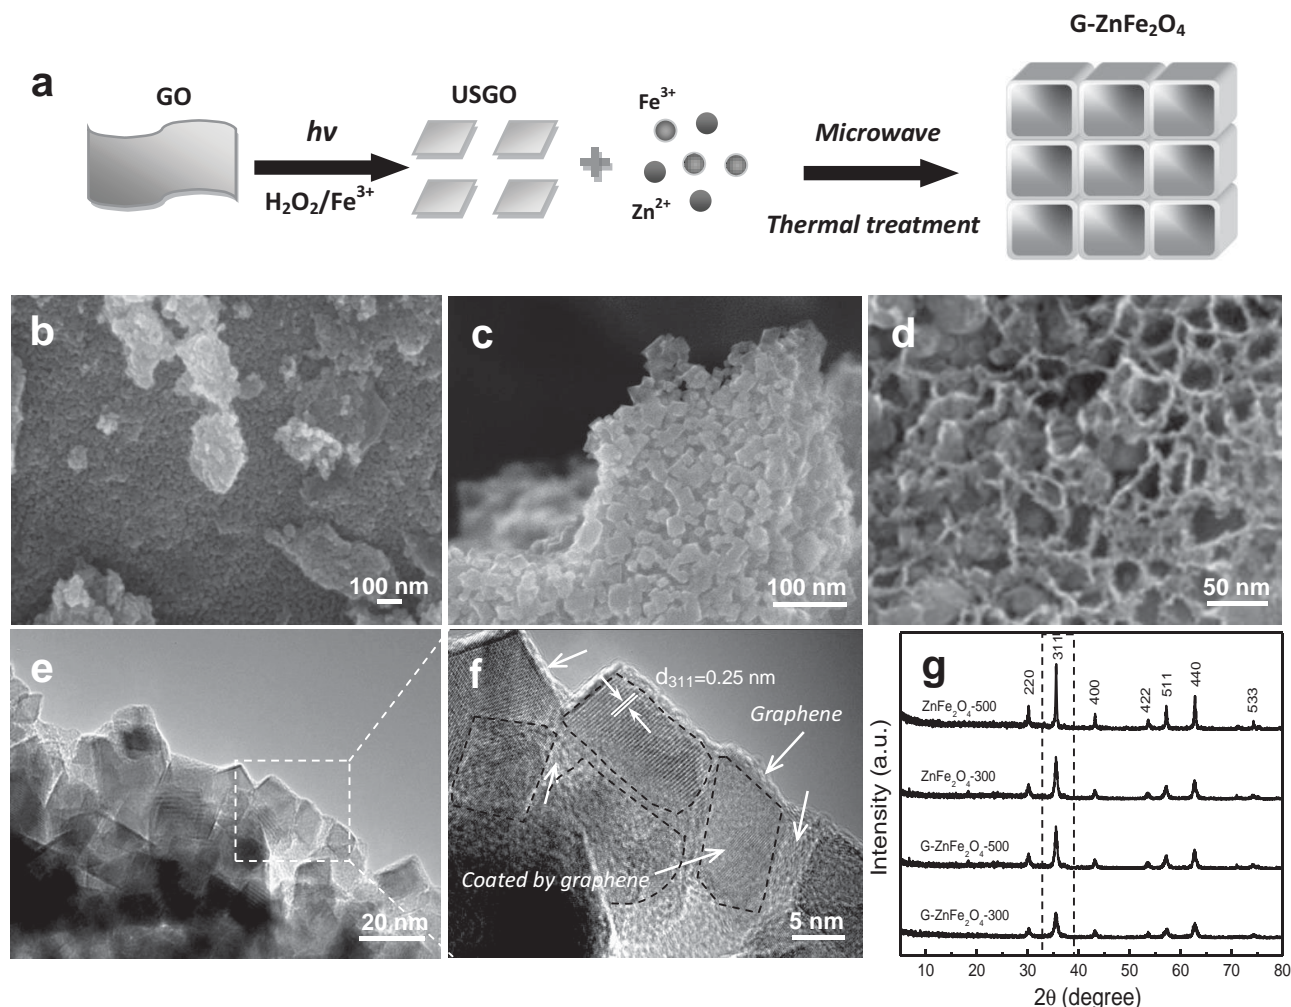 G-ZnFe₂O₄
a
GO
USGO
Fe³⁺
hv
Microwave
H₂O₂/Fe³⁺
Zn²⁺
Thermal treatment
b
100 nm
c
100 nm
d
50 nm
e
20 nm
f
d₃₁₁=0.25 nm
Graphene
Coated by graphene
5 nm
g
220
311
400
422
511
440
533
ZnFe₂O₄-500
ZnFe₂O₄-300
G-ZnFe₂O₄-500
G-ZnFe₂O₄-300
Intensity (a.u.)
10 20 30 40 50 60 70 80
2θ (degree)